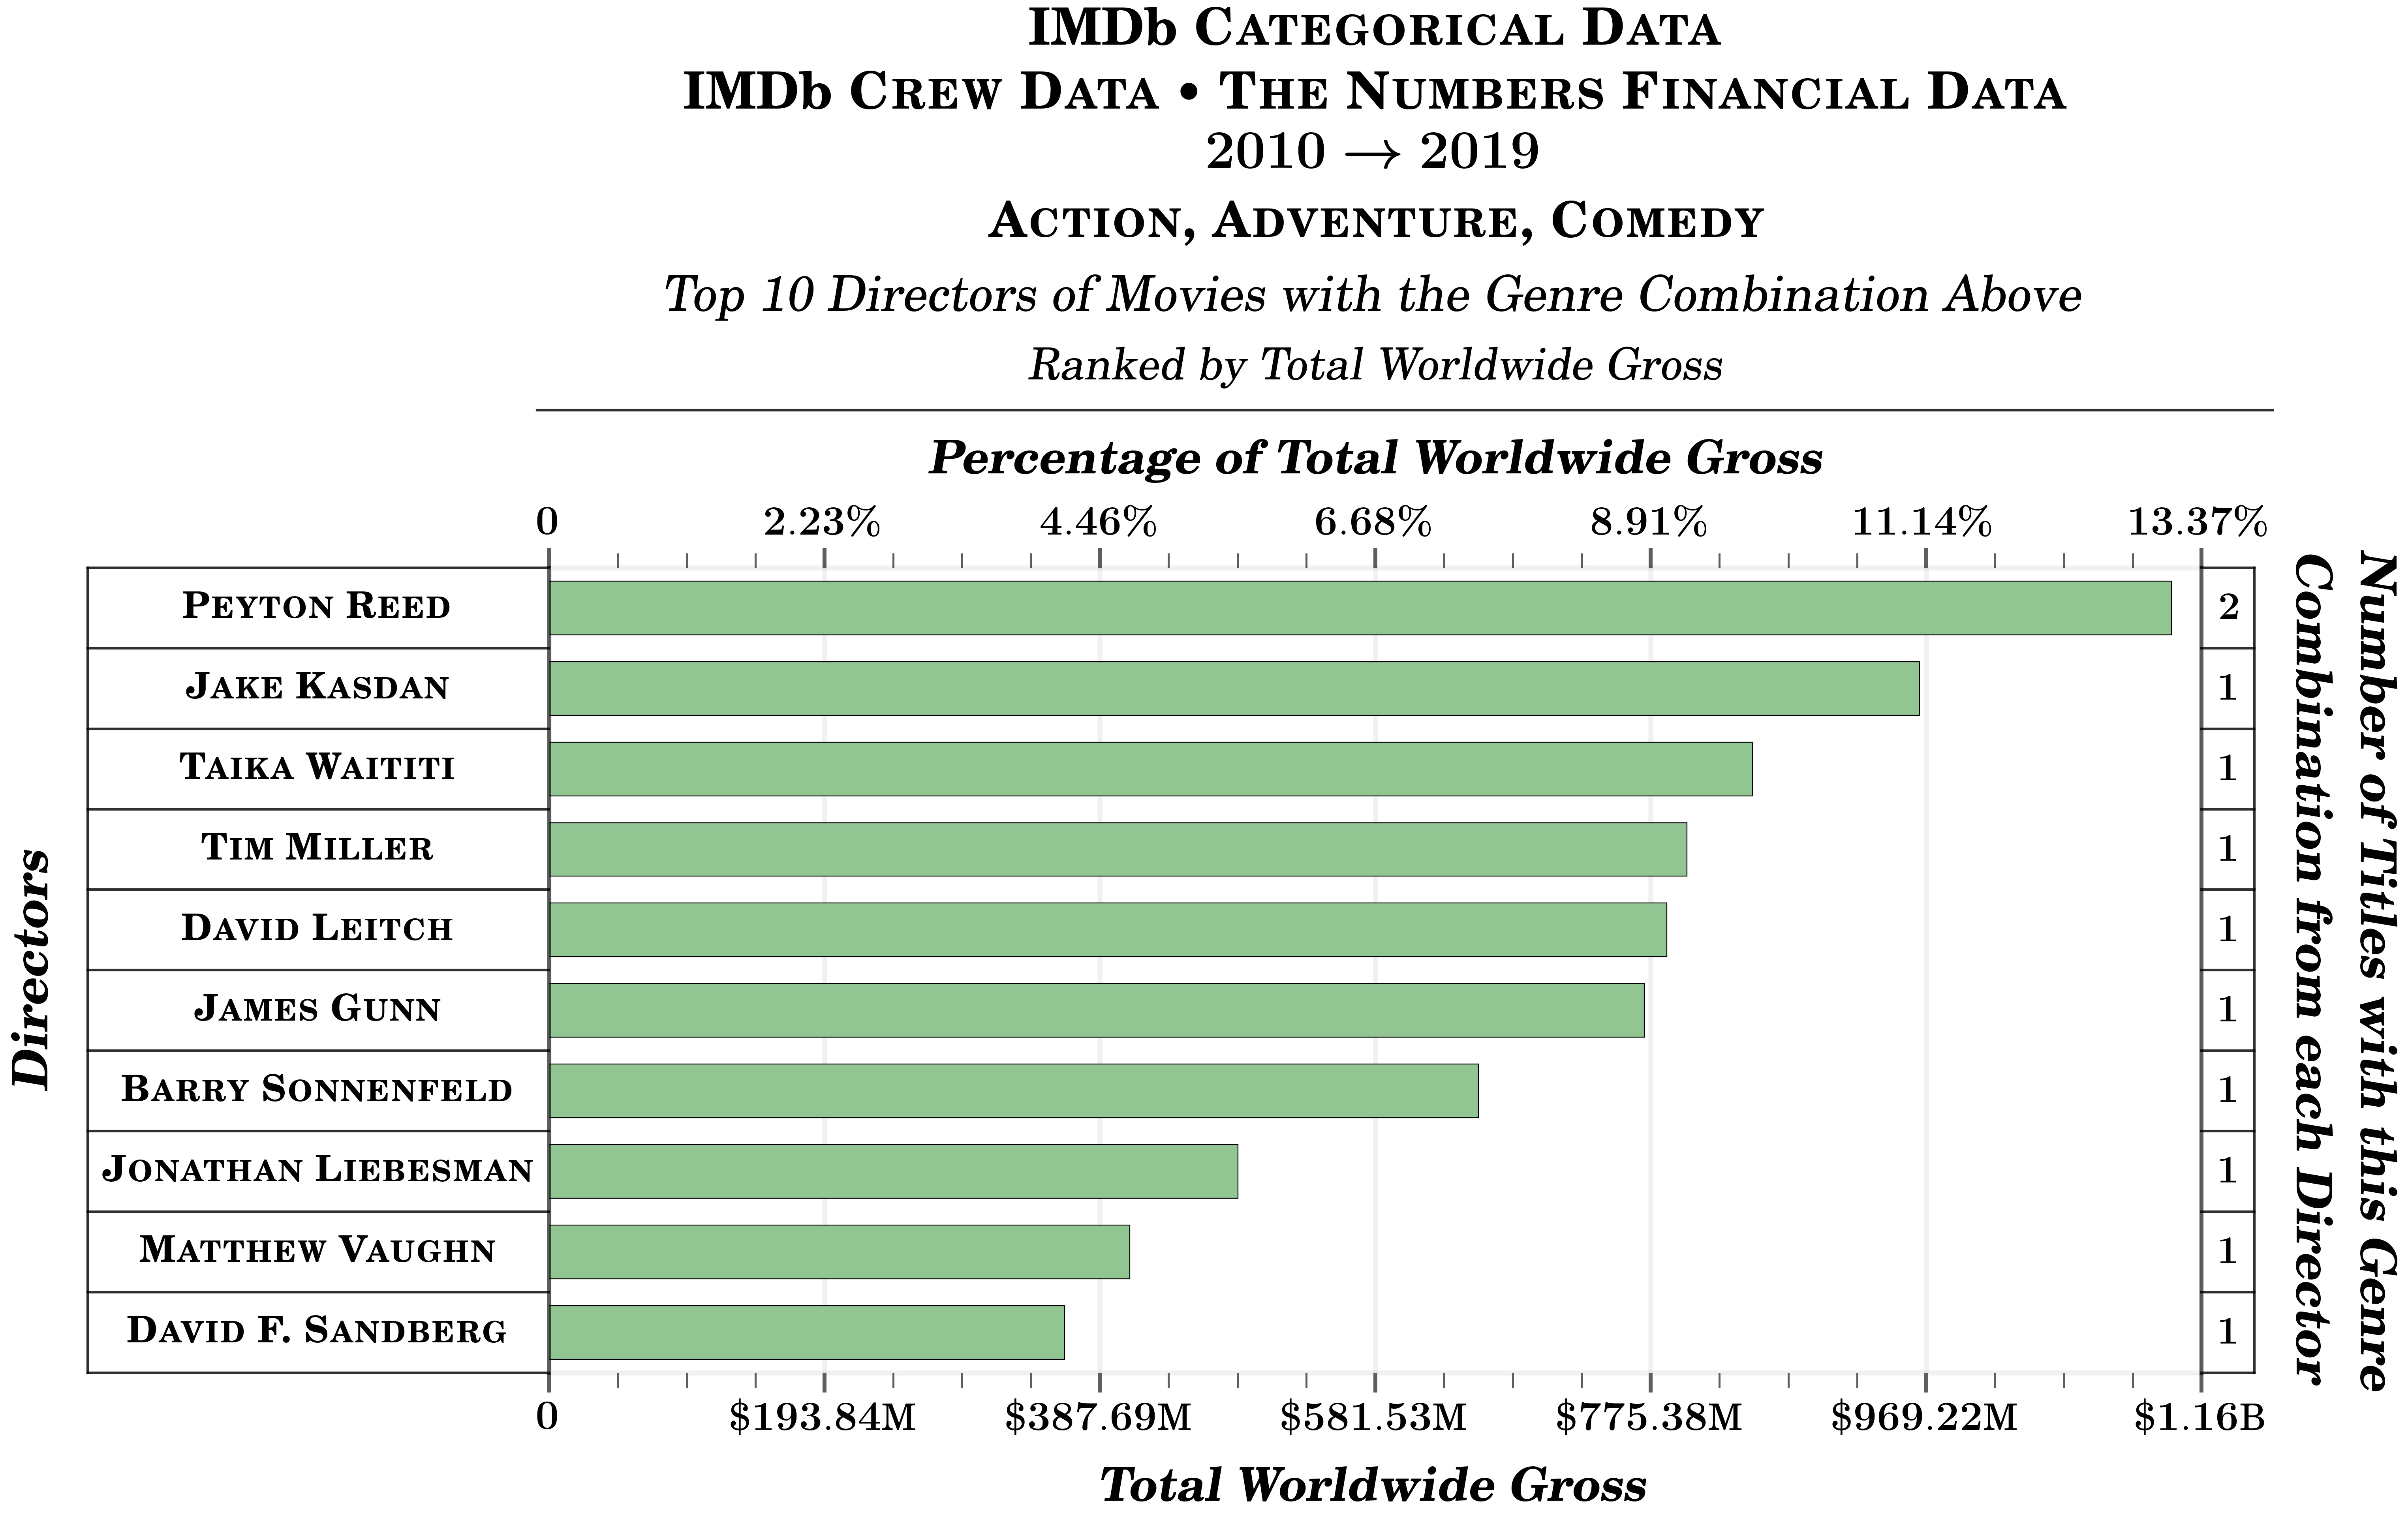 IMDb Categorical Data
IMDb Crew Data • The Numbers Financial Data
2010 → 2019
Action, Adventure, Comedy
Top 10 Directors of Movies with the Genre Combination Above
Ranked by Total Worldwide Gross
Percentage of Total Worldwide Gross
0 2.23% 4.46% 6.68% 8.91% 11.14% 13.37%
Directors
Peyton Reed 2
Jake Kasdan 1
Taika Waititi 1
Tim Miller 1
David Leitch 1
James Gunn 1
Barry Sonnenfeld 1
Jonathan Liebesman 1
Matthew Vaughn 1
David F. Sandberg 1
Number of Titles with this Genre
Combination from each Director
0 $193.84M $387.69M $581.53M $775.38M $969.22M $1.16B
Total Worldwide Gross